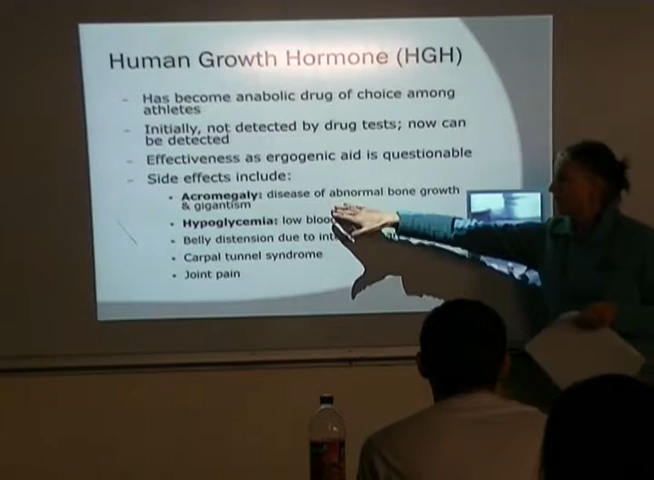 Human Growth Hormone (HGH)
– Has become anabolic drug of choice among
athletes
– Initially, not detected by drug tests; now can
be detected
– Effectiveness as ergogenic aid is questionable
– Side effects include:
• Acromegaly: disease of abnormal bone growth
& gigantism
• Hypoglycemia: low bloo
• Belly distension due to int
• Carpal tunnel syndrome
• Joint pain